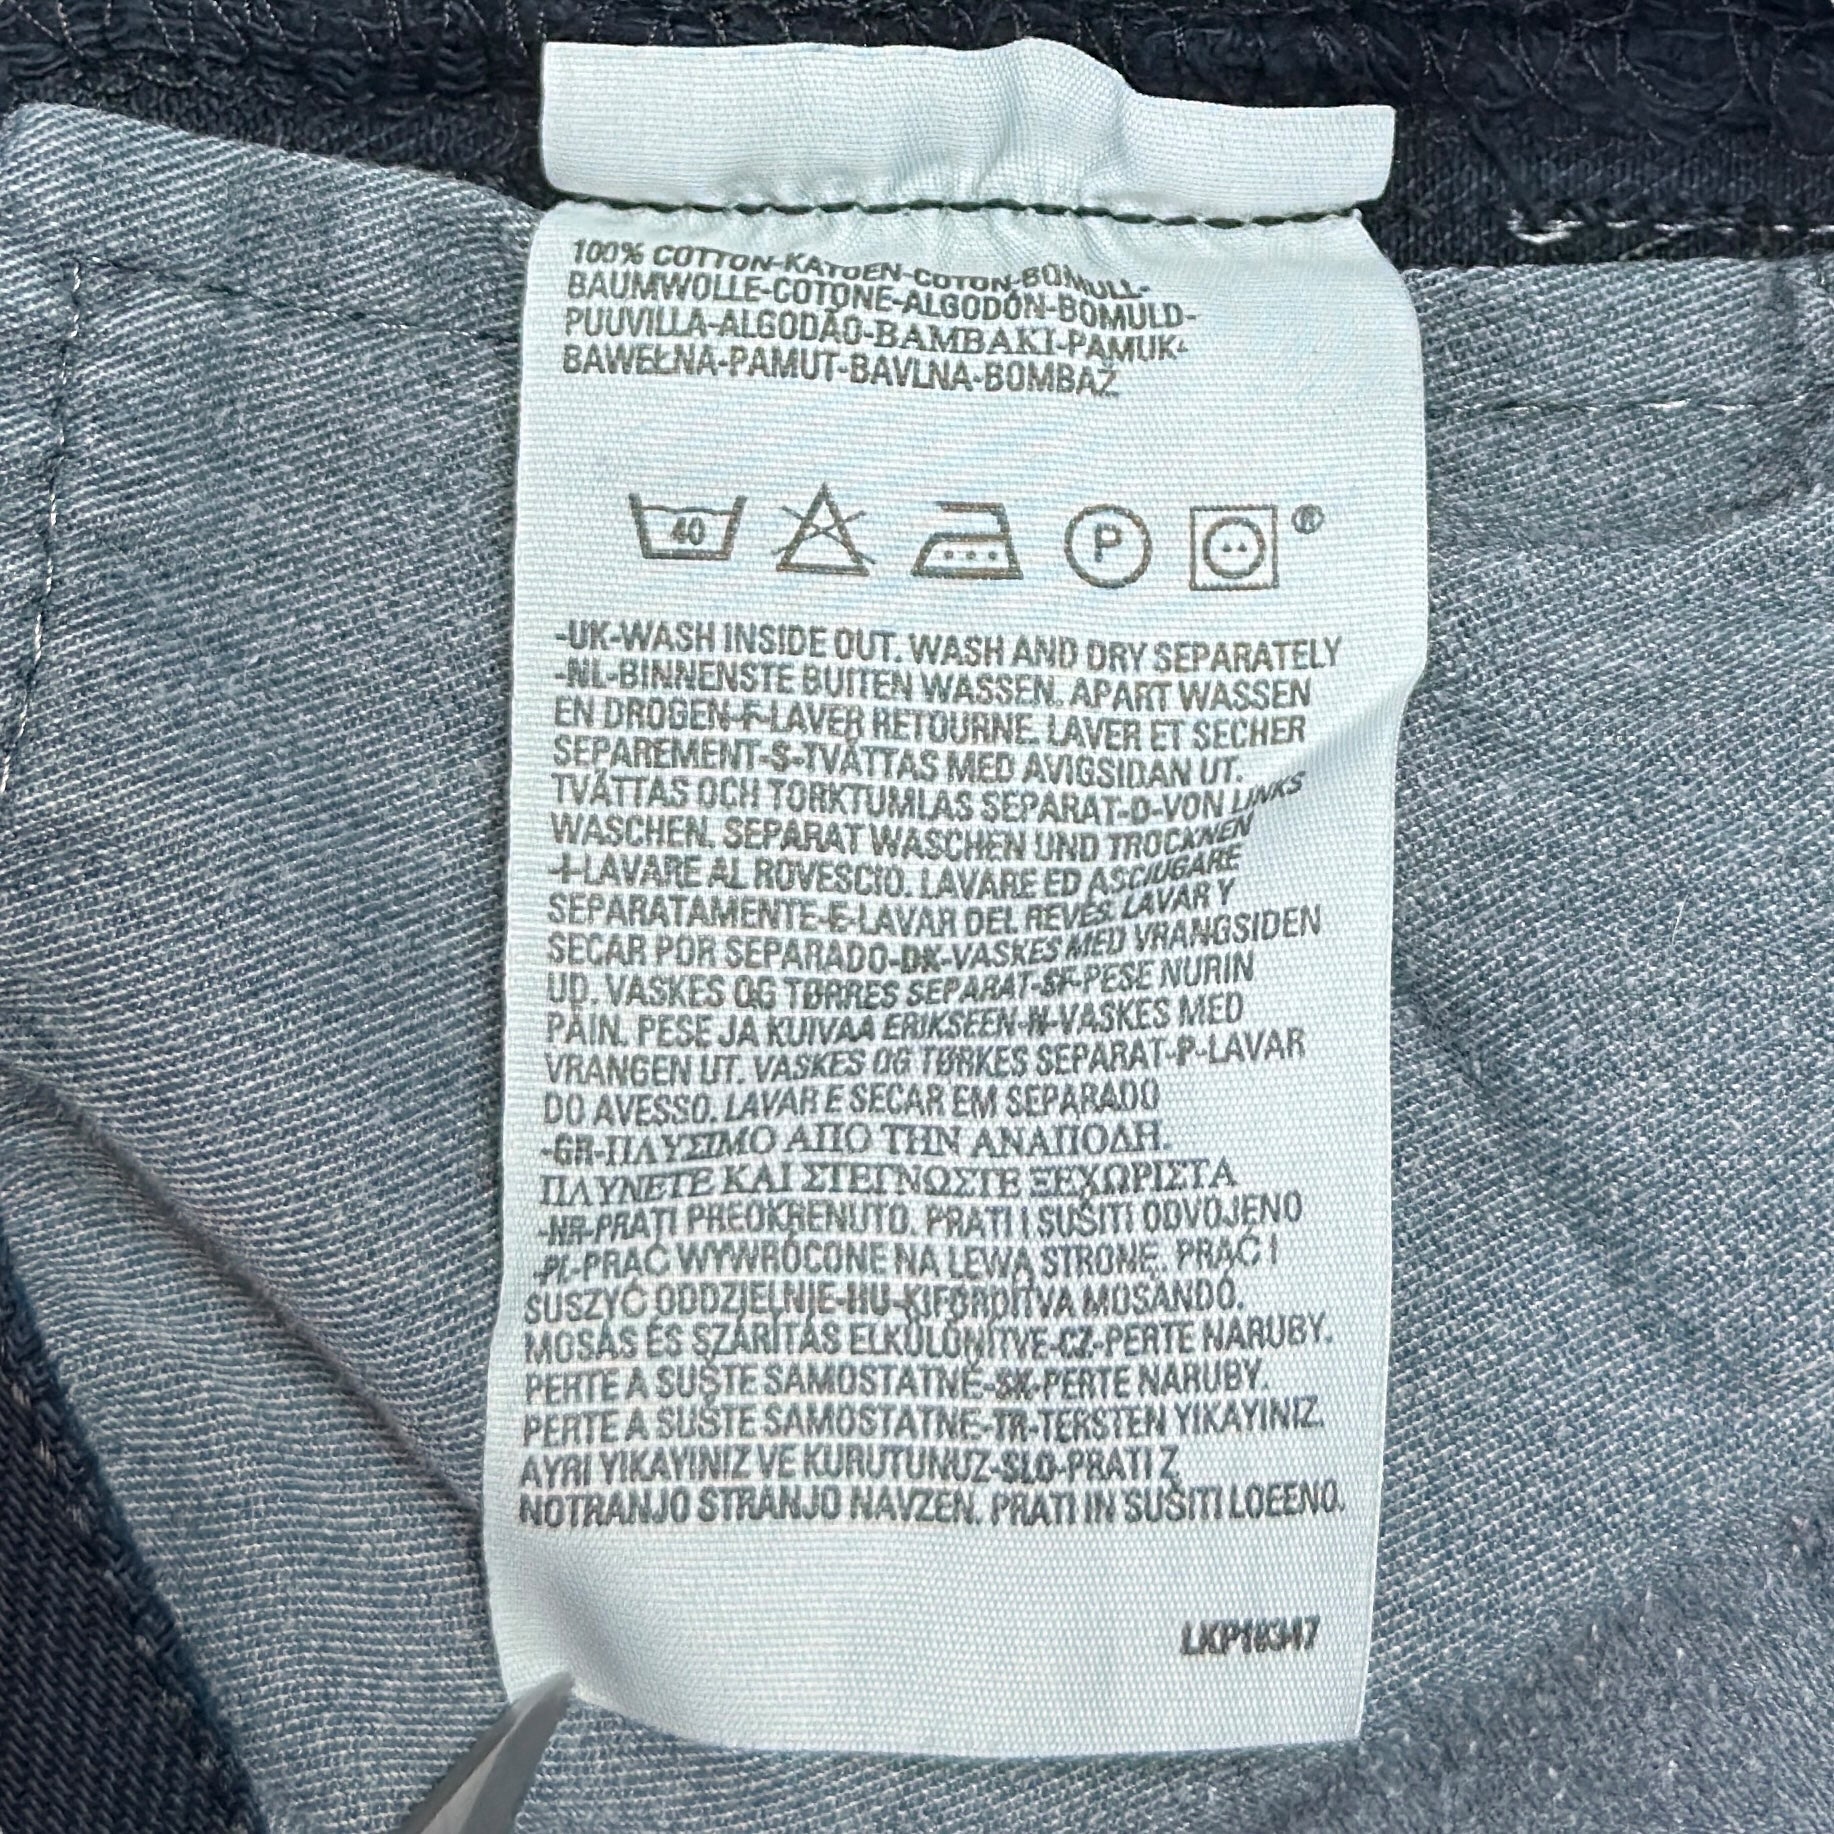 100% COTTON-KATOEN-COTON-BOMULL-
BAUMWOLLE-COTONE-ALGODÓN-BOMULD-
PUUVILLA-ALGODÃO-BAMBAKI-PAMUK-
BAWEŁNA-PAMUT-BAVLNA-BOMBAŽ
40
P
®
-UK-WASH INSIDE OUT. WASH AND DRY SEPARATELY
-NL-BINNENSTE BUITEN WASSEN. APART WASSEN
EN DROGEN-F-LAVER RETOURNE. LAVER ET SECHER
SEPAREMENT-S-TVÄTTAS MED AVIGSIDAN UT.
TVÄTTAS OCH TORKTUMLAS SEPARAT-D-VON LINKS
WASCHEN. SEPARAT WASCHEN UND TROCKNEN
-I-LAVARE AL ROVESCIO. LAVARE ED ASCIUGARE
SEPARATAMENTE-E-LAVAR DEL REVÉS. LAVAR Y
SECAR POR SEPARADO-DK-VASKES MED VRANGSIDEN
UD. VASKES OG TØRRES SEPARAT-SF-PESE NURIN
PÄIN. PESE JA KUIVAA ERIKSEEN-N-VASKES MED
VRANGEN UT. VASKES OG TØRKES SEPARAT-P-LAVAR
DO AVESSO. LAVAR E SECAR EM SEPARADO
-GR-ΠΛΥΣΙΜΟ ΑΠΟ ΤΗΝ ΑΝΑΠΟΔΗ.
ΠΛΥΝΕΤΕ ΚΑΙ ΣΤΕΓΝΩΣΤΕ ΞΕΧΩΡΙΣΤΑ
-HR-PRATI PREOKRENUTO. PRATI I SUŠITI ODVOJENO
-PL-PRAĆ WYWRÓCONE NA LEWĄ STRONĘ. PRAĆ I
SUSZYĆ ODDZIELNIE-HU-KIFORDÍTVA MOSANDÓ.
MOSÁS ÉS SZÁRÍTÁS ELKÜLÖNÍTVE-CZ-PERTE NARUBY.
PERTE A SUŠTE SAMOSTATNĚ-SK-PERTE NARUBY.
PERTE A SUŠTE SAMOSTATNE-TR-TERSTEN YIKAYINIZ.
AYRI YIKAYINIZ VE KURUTUNUZ-SLO-PRATI Z
NOTRANJO STRANJO NAVZEN. PRATI IN SUŠITI LOEENO.